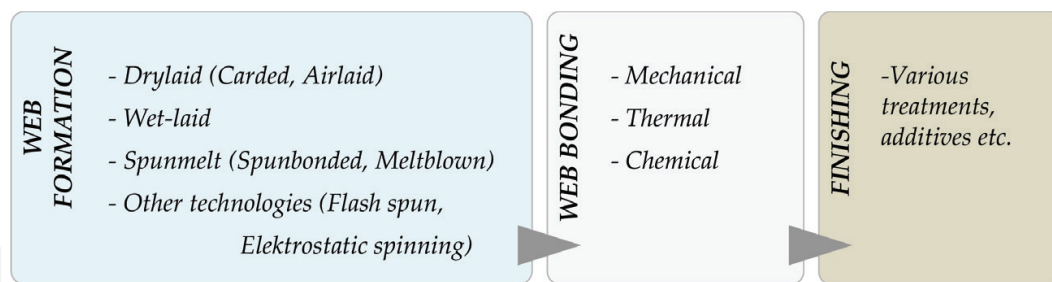 WEB
FORMATION
- Drylaid (Carded, Airlaid)
- Wet-laid
- Spunmelt (Spunbonded, Meltblown)
- Other technologies (Flash spun,
Elektrostatic spinning)
WEB BONDING
- Mechanical
- Thermal
- Chemical
FINISHING
-Various
treatments,
additives etc.